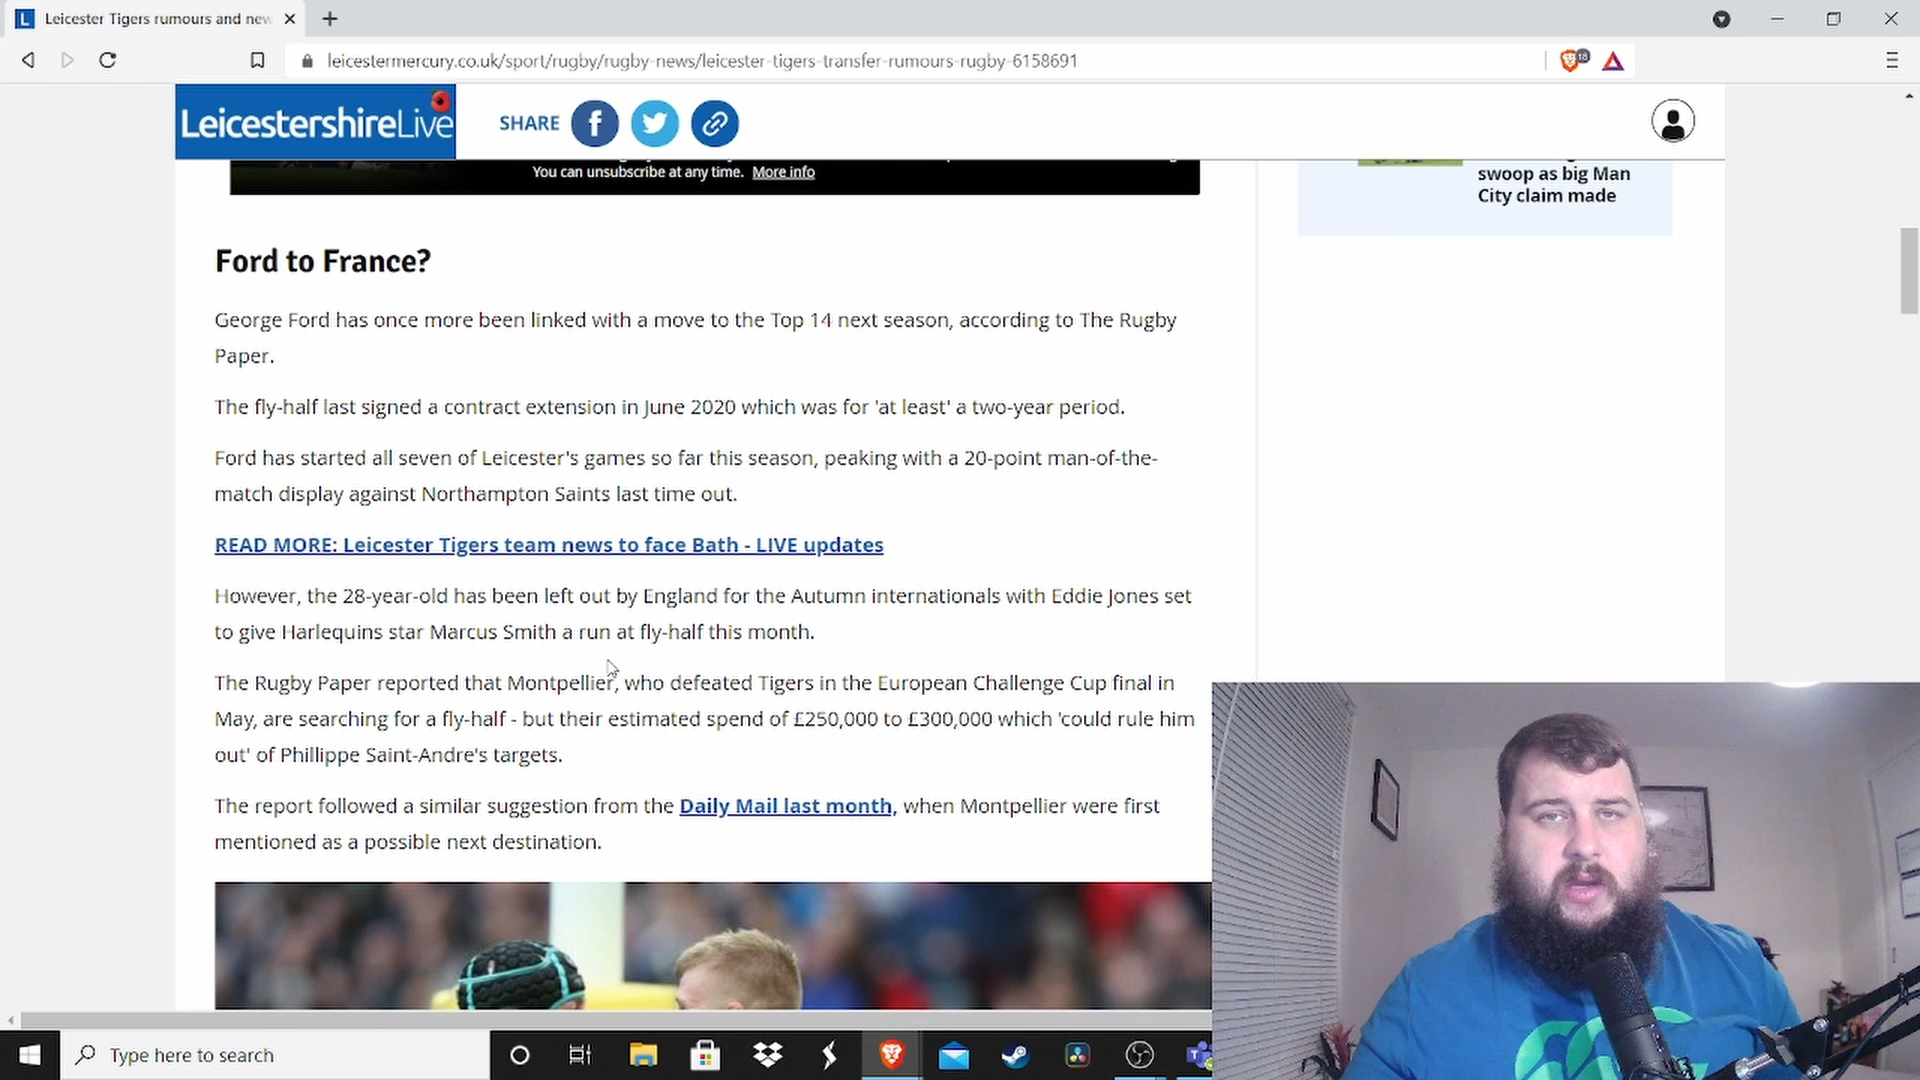 Leicester Tigers rumours and new
leicestermercury.co.uk/sport/rugby/rugby-news/leicester-tigers-transfer-rumours-rugby-6158691
18
LeicestershireLive
SHARE
You can unsubscribe at any time. More info
swoop as big Man
City claim made
Ford to France?
George Ford has once more been linked with a move to the Top 14 next season, according to The Rugby
Paper.
The fly-half last signed a contract extension in June 2020 which was for 'at least' a two-year period.
Ford has started all seven of Leicester's games so far this season, peaking with a 20-point man-of-the-
match display against Northampton Saints last time out.
READ MORE: Leicester Tigers team news to face Bath - LIVE updates
However, the 28-year-old has been left out by England for the Autumn internationals with Eddie Jones set
to give Harlequins star Marcus Smith a run at fly-half this month.
The Rugby Paper reported that Montpellier, who defeated Tigers in the European Challenge Cup final in
May, are searching for a fly-half - but their estimated spend of £250,000 to £300,000 which 'could rule him
out' of Phillippe Saint-Andre's targets.
The report followed a similar suggestion from the Daily Mail last month, when Montpellier were first
mentioned as a possible next destination.
Type here to search